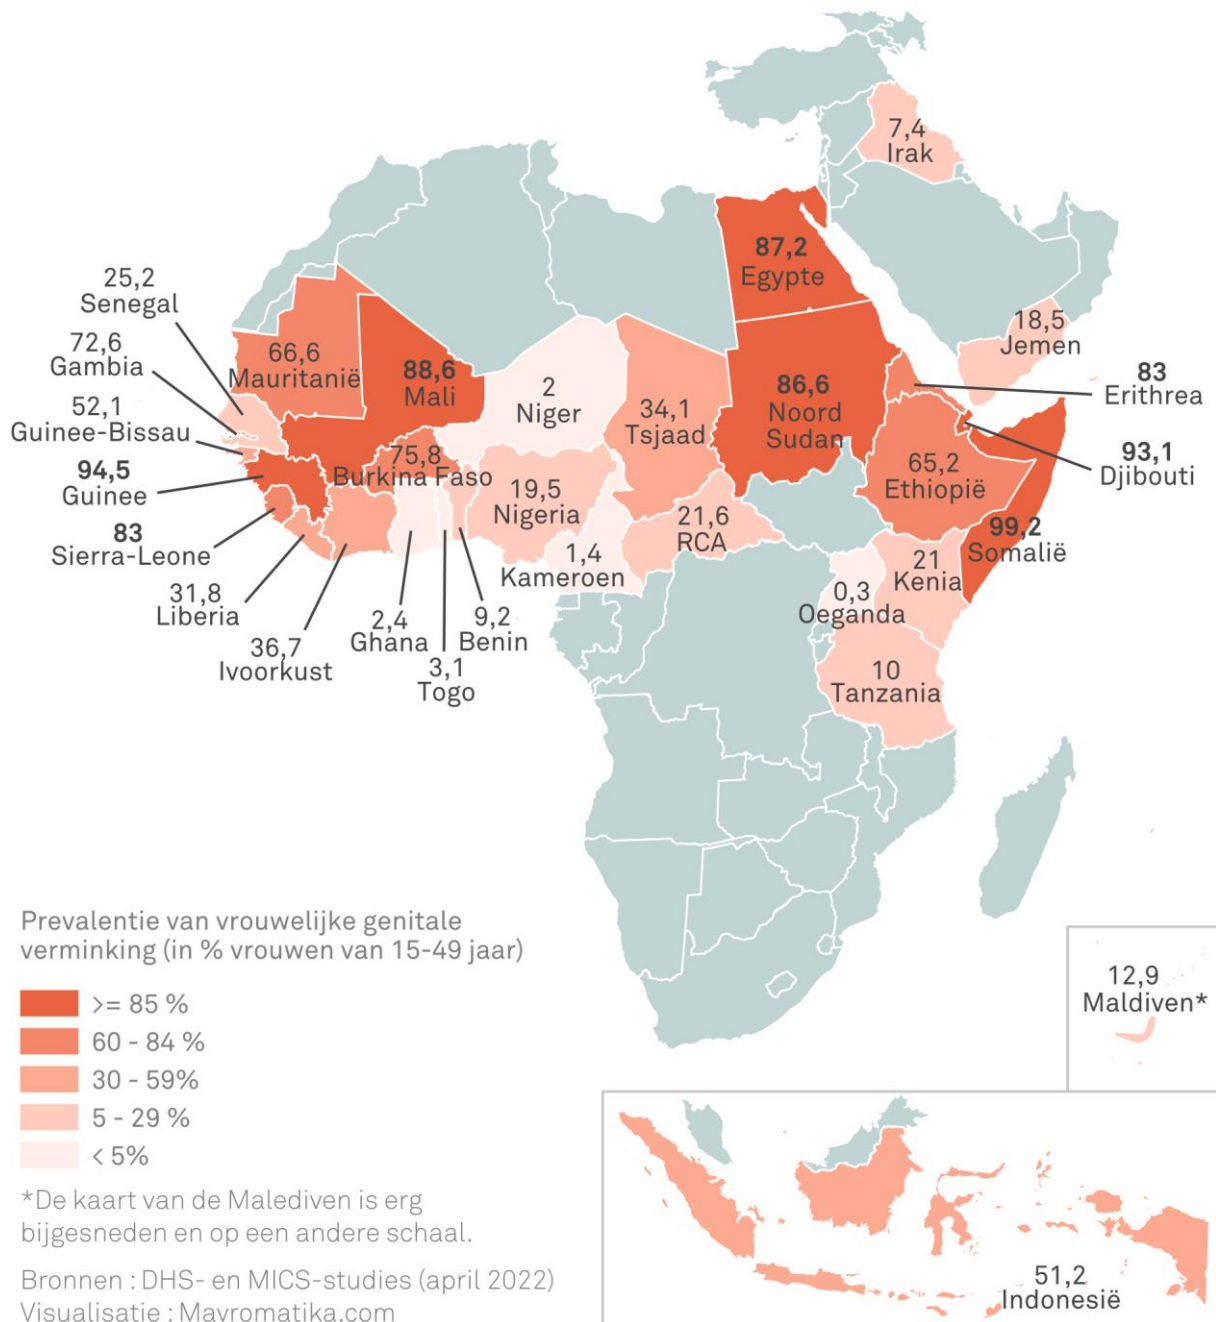 7,4
Irak
87,2
Egypte
18,5
Jemen
25,2
Senegal
72,6
Gambia
52,1
Guinee-Bissau
94,5
Guinee
83
Sierra-Leone
31,8
Liberia
36,7
Ivoorkust
2,4
Ghana
3,1
Togo
9,2
Benin
66,6
Mauritanië
88,6
Mali
75,8
Burkina Faso
2
Niger
19,5
Nigeria
1,4
Kameroen
34,1
Tsjaad
21,6
RCA
86,6
Noord
Sudan
83
Erithrea
93,1
Djibouti
65,2
Ethiopië
99,2
Somalië
21
Kenia
0,3
Oeganda
10
Tanzania
Prevalentie van vrouwelijke genitale
verminking (in % vrouwen van 15-49 jaar)
>= 85 %
60 - 84 %
30 - 59%
5 - 29 %
< 5%
*De kaart van de Malediven is erg
bijgesneden en op een andere schaal.
Bronnen : DHS- en MICS-studies (april 2022)
Visualisatie : Mavromatika.com
12,9
Maldiven*
51,2
Indonesië